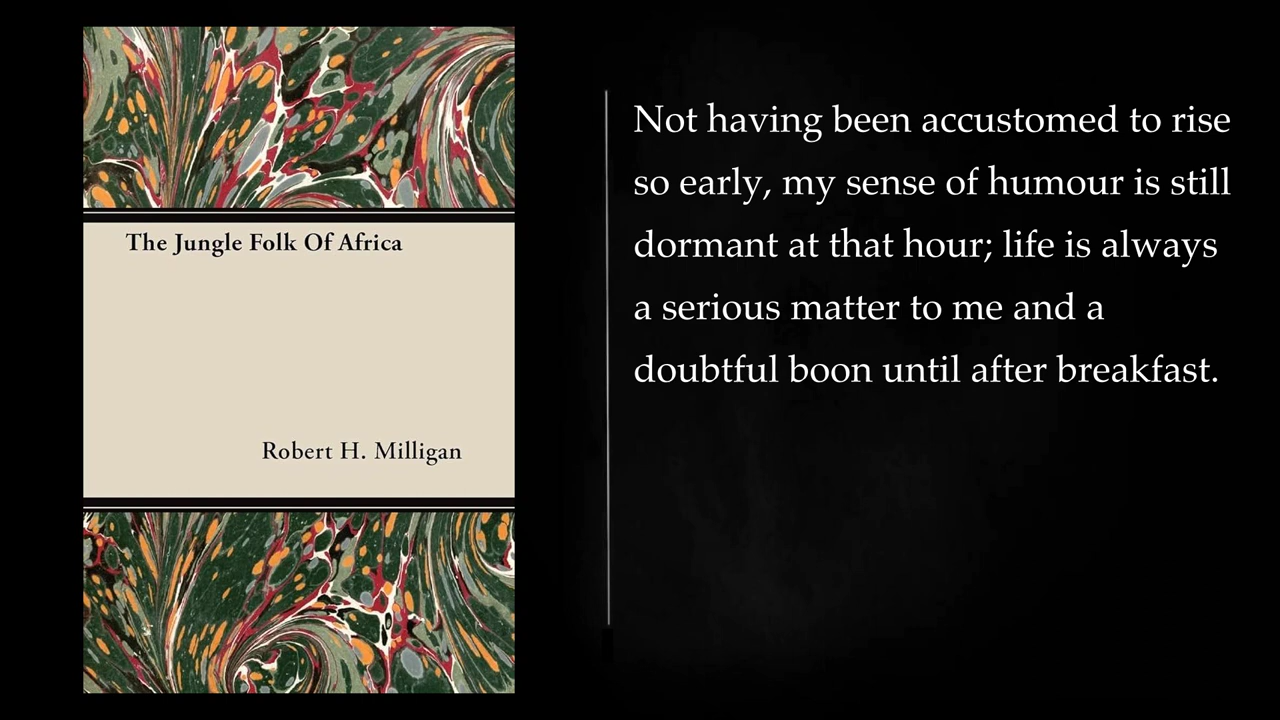 The Jungle Folk Of Africa
Robert H. Milligan
Not having been accustomed to rise
so early, my sense of humour is still
dormant at that hour; life is always
a serious matter to me and a
doubtful boon until after breakfast.